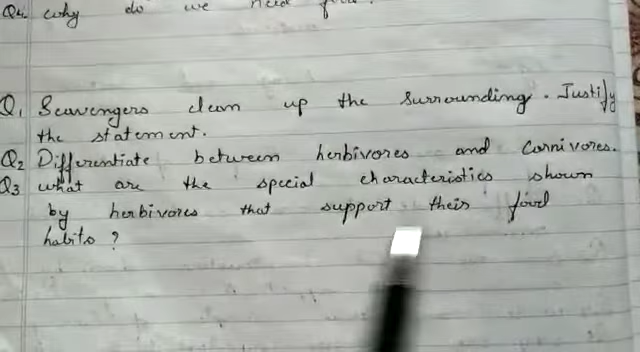 Q4. why do we need
Q1 Scavengers clean up the surrounding. Justify
the statement.
Q2 Differentiate between herbivores and Carnivores.
Q3 what are the special characteristics shown
by herbivores that support their food
habits ?